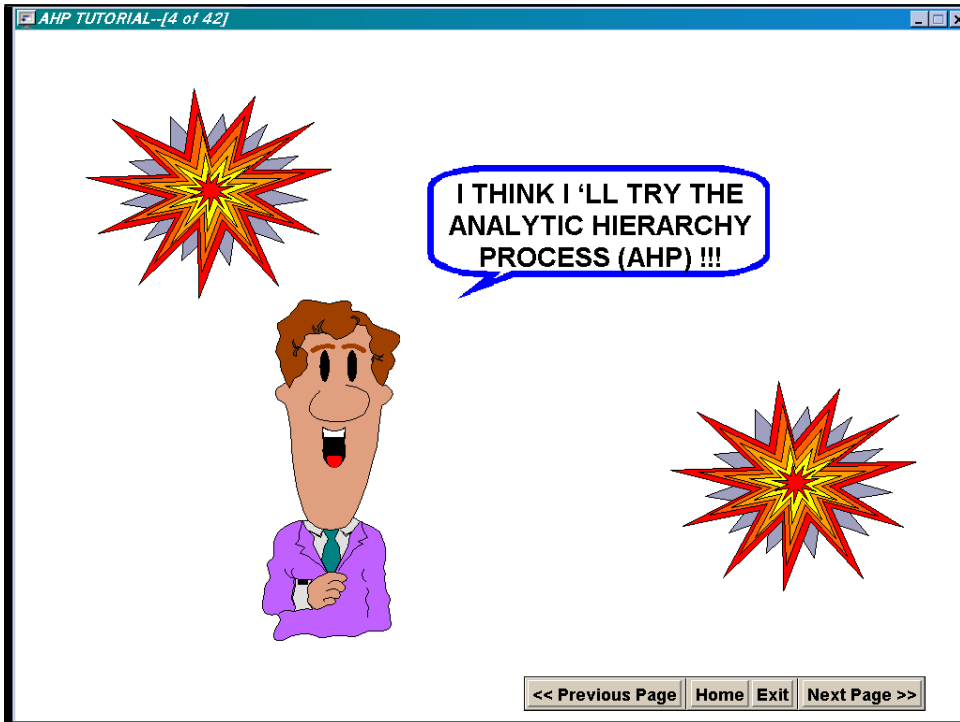 AHP TUTORIAL--[4 of 42]
I THINK I ‘LL TRY THE
ANALYTIC HIERARCHY
PROCESS (AHP) !!!
<< Previous Page Home Exit Next Page >>